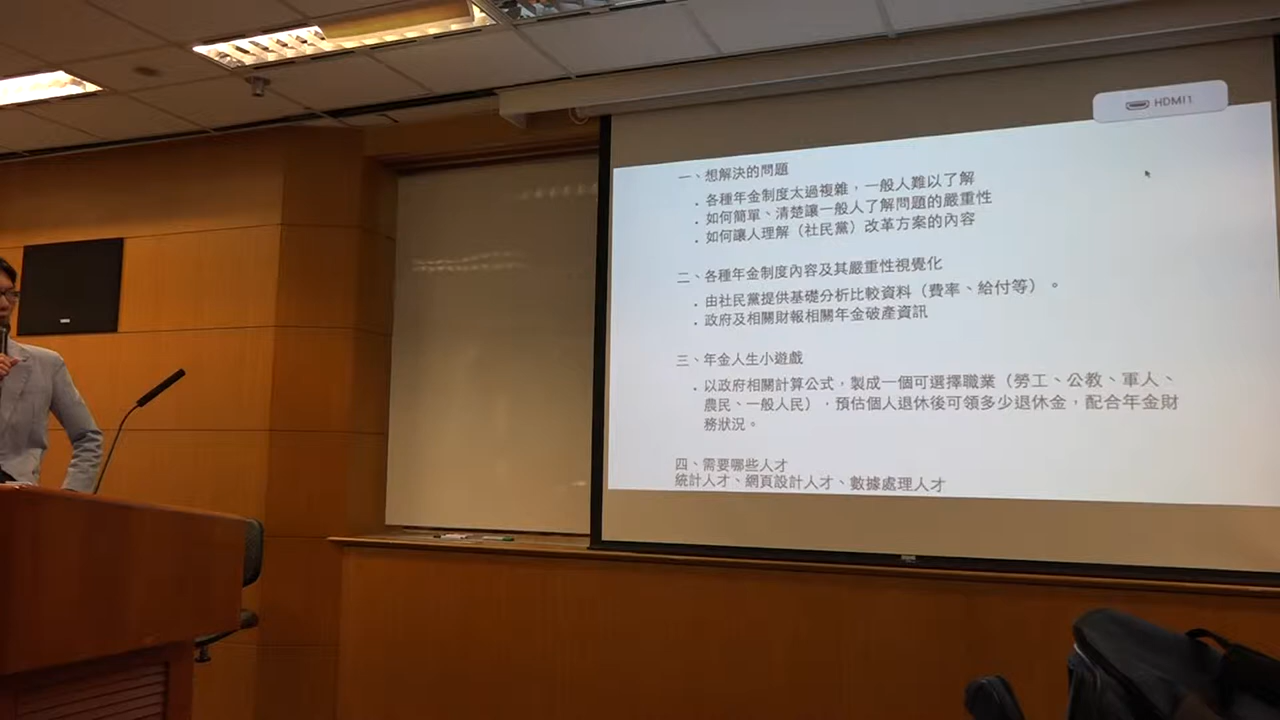 HDMI1
一、想解決的問題
. 各種年金制度太過複雜，一般人難以了解
. 如何簡單、清楚讓一般人了解問題的嚴重性
. 如何讓人理解（社民黨）改革方案的內容
二、各種年金制度內容及其嚴重性視覺化
. 由社民黨提供基礎分析比較資料（費率、給付等）。
. 政府及相關財報相關年金破產資訊
三、年金人生小遊戲
. 以政府相關計算公式，製成一個可選擇職業（勞工、公教、軍人、
農民、一般人民），預估個人退休後可領多少退休金，配合年金財
務狀況。
四、需要哪些人才
統計人才、網頁設計人才、數據處理人才